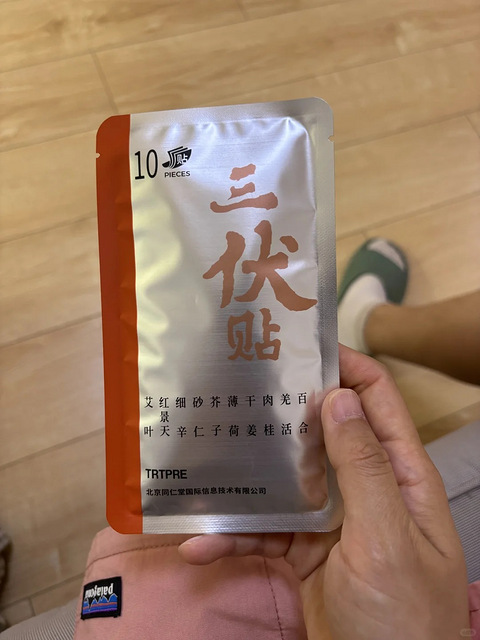 10 贴
PIECES
三伏贴
艾叶
红景天
细辛
砂仁
芥子
薄荷
干姜
肉桂
羌活
百合
TRTPRE
北京同仁堂国际信息技术有限公司
patagonia